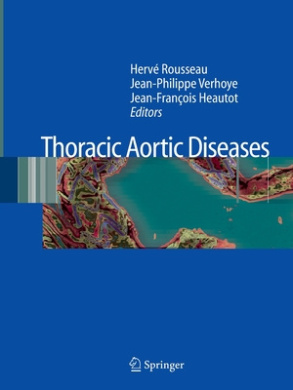 Hervé Rousseau
Jean-Philippe Verhoye
Jean-François Heautot
Editors
Thoracic Aortic Diseases
Springer